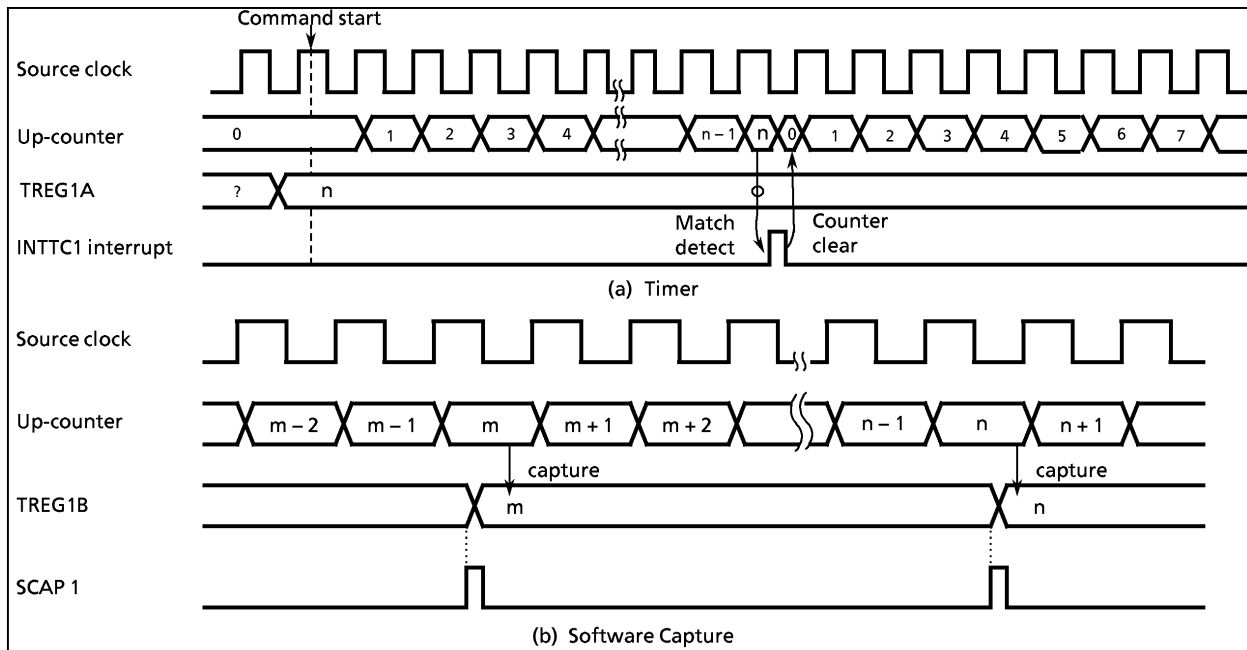 Command start
Source clock
Up-counter 0 1 2 3 4 n – 1 n 0 1 2 3 4 5 6 7
TREG1A ? n
Match detect
Counter clear
INTTC1 interrupt
(a) Timer
Source clock
Up-counter m – 2 m – 1 m m + 1 m + 2 n – 1 n n + 1
capture capture
TREG1B m n
SCAP 1
(b) Software Capture